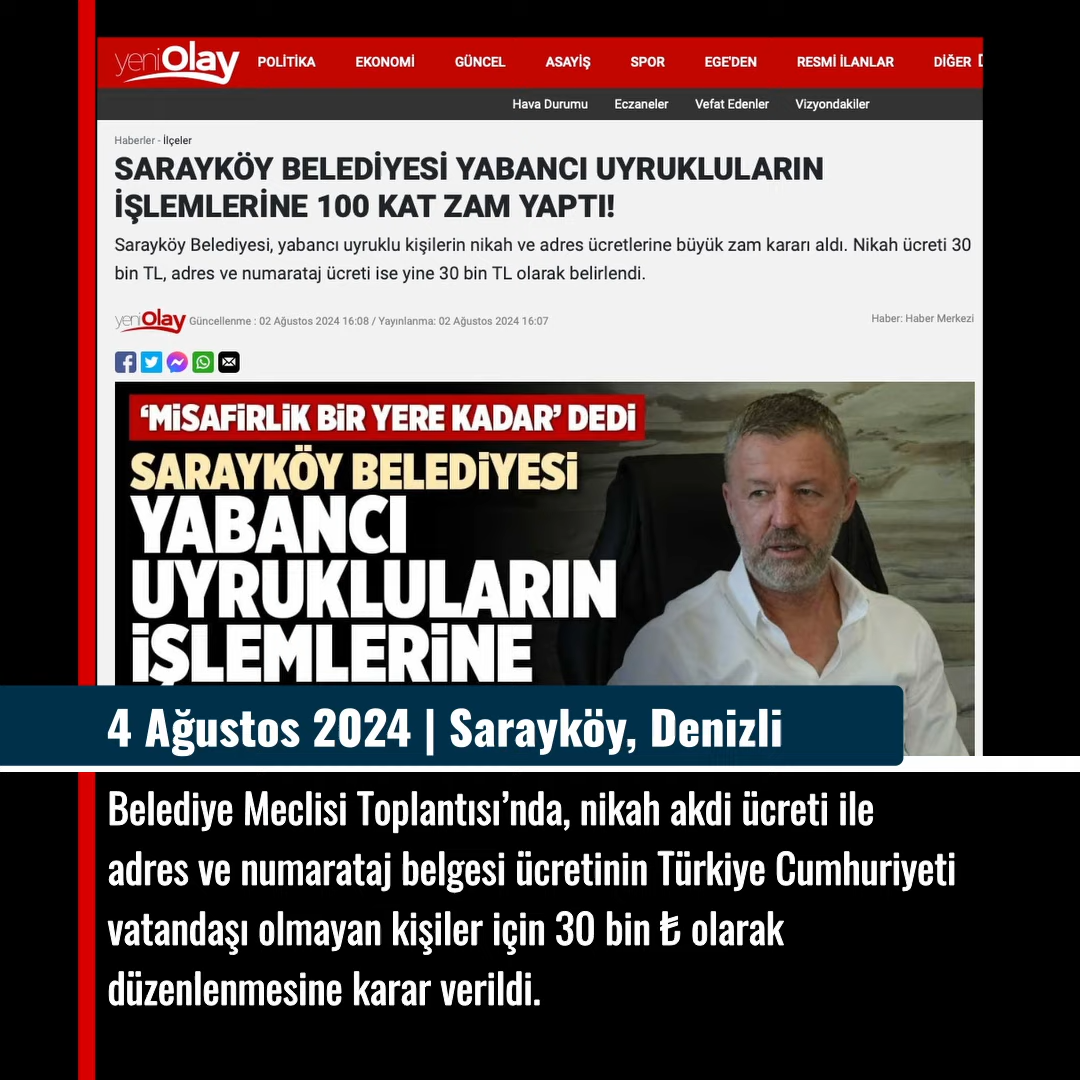 yeniOlay POLİTİKA EKONOMİ GÜNCEL ASAYİŞ SPOR EGE'DEN RESMİ İLANLAR DİĞER
Hava Durumu Eczaneler Vefat Edenler Vizyondakiler
Haberler - İlçeler
SARAYKÖY BELEDİYESİ YABANCI UYRUKLULARIN
İŞLEMLERİNE 100 KAT ZAM YAPTI!
Sarayköy Belediyesi, yabancı uyruklu kişilerin nikah ve adres ücretlerine büyük zam kararı aldı. Nikah ücreti 30
bin TL, adres ve numarataj ücreti ise yine 30 bin TL olarak belirlendi.
yeniOlay Güncellenme : 02 Ağustos 2024 16:08 / Yayınlanma: 02 Ağustos 2024 16:07 Haber: Haber Merkezi
'MİSAFİRLİK BİR YERE KADAR' DEDİ
SARAYKÖY BELEDİYESİ
YABANCI
UYRUKLULARIN
İŞLEMLERİNE
4 Ağustos 2024 | Sarayköy, Denizli
Belediye Meclisi Toplantısı’nda, nikah akdi ücreti ile
adres ve numarataj belgesi ücretinin Türkiye Cumhuriyeti
vatandaşı olmayan kişiler için 30 bin ₺ olarak
düzenlenmesine karar verildi.